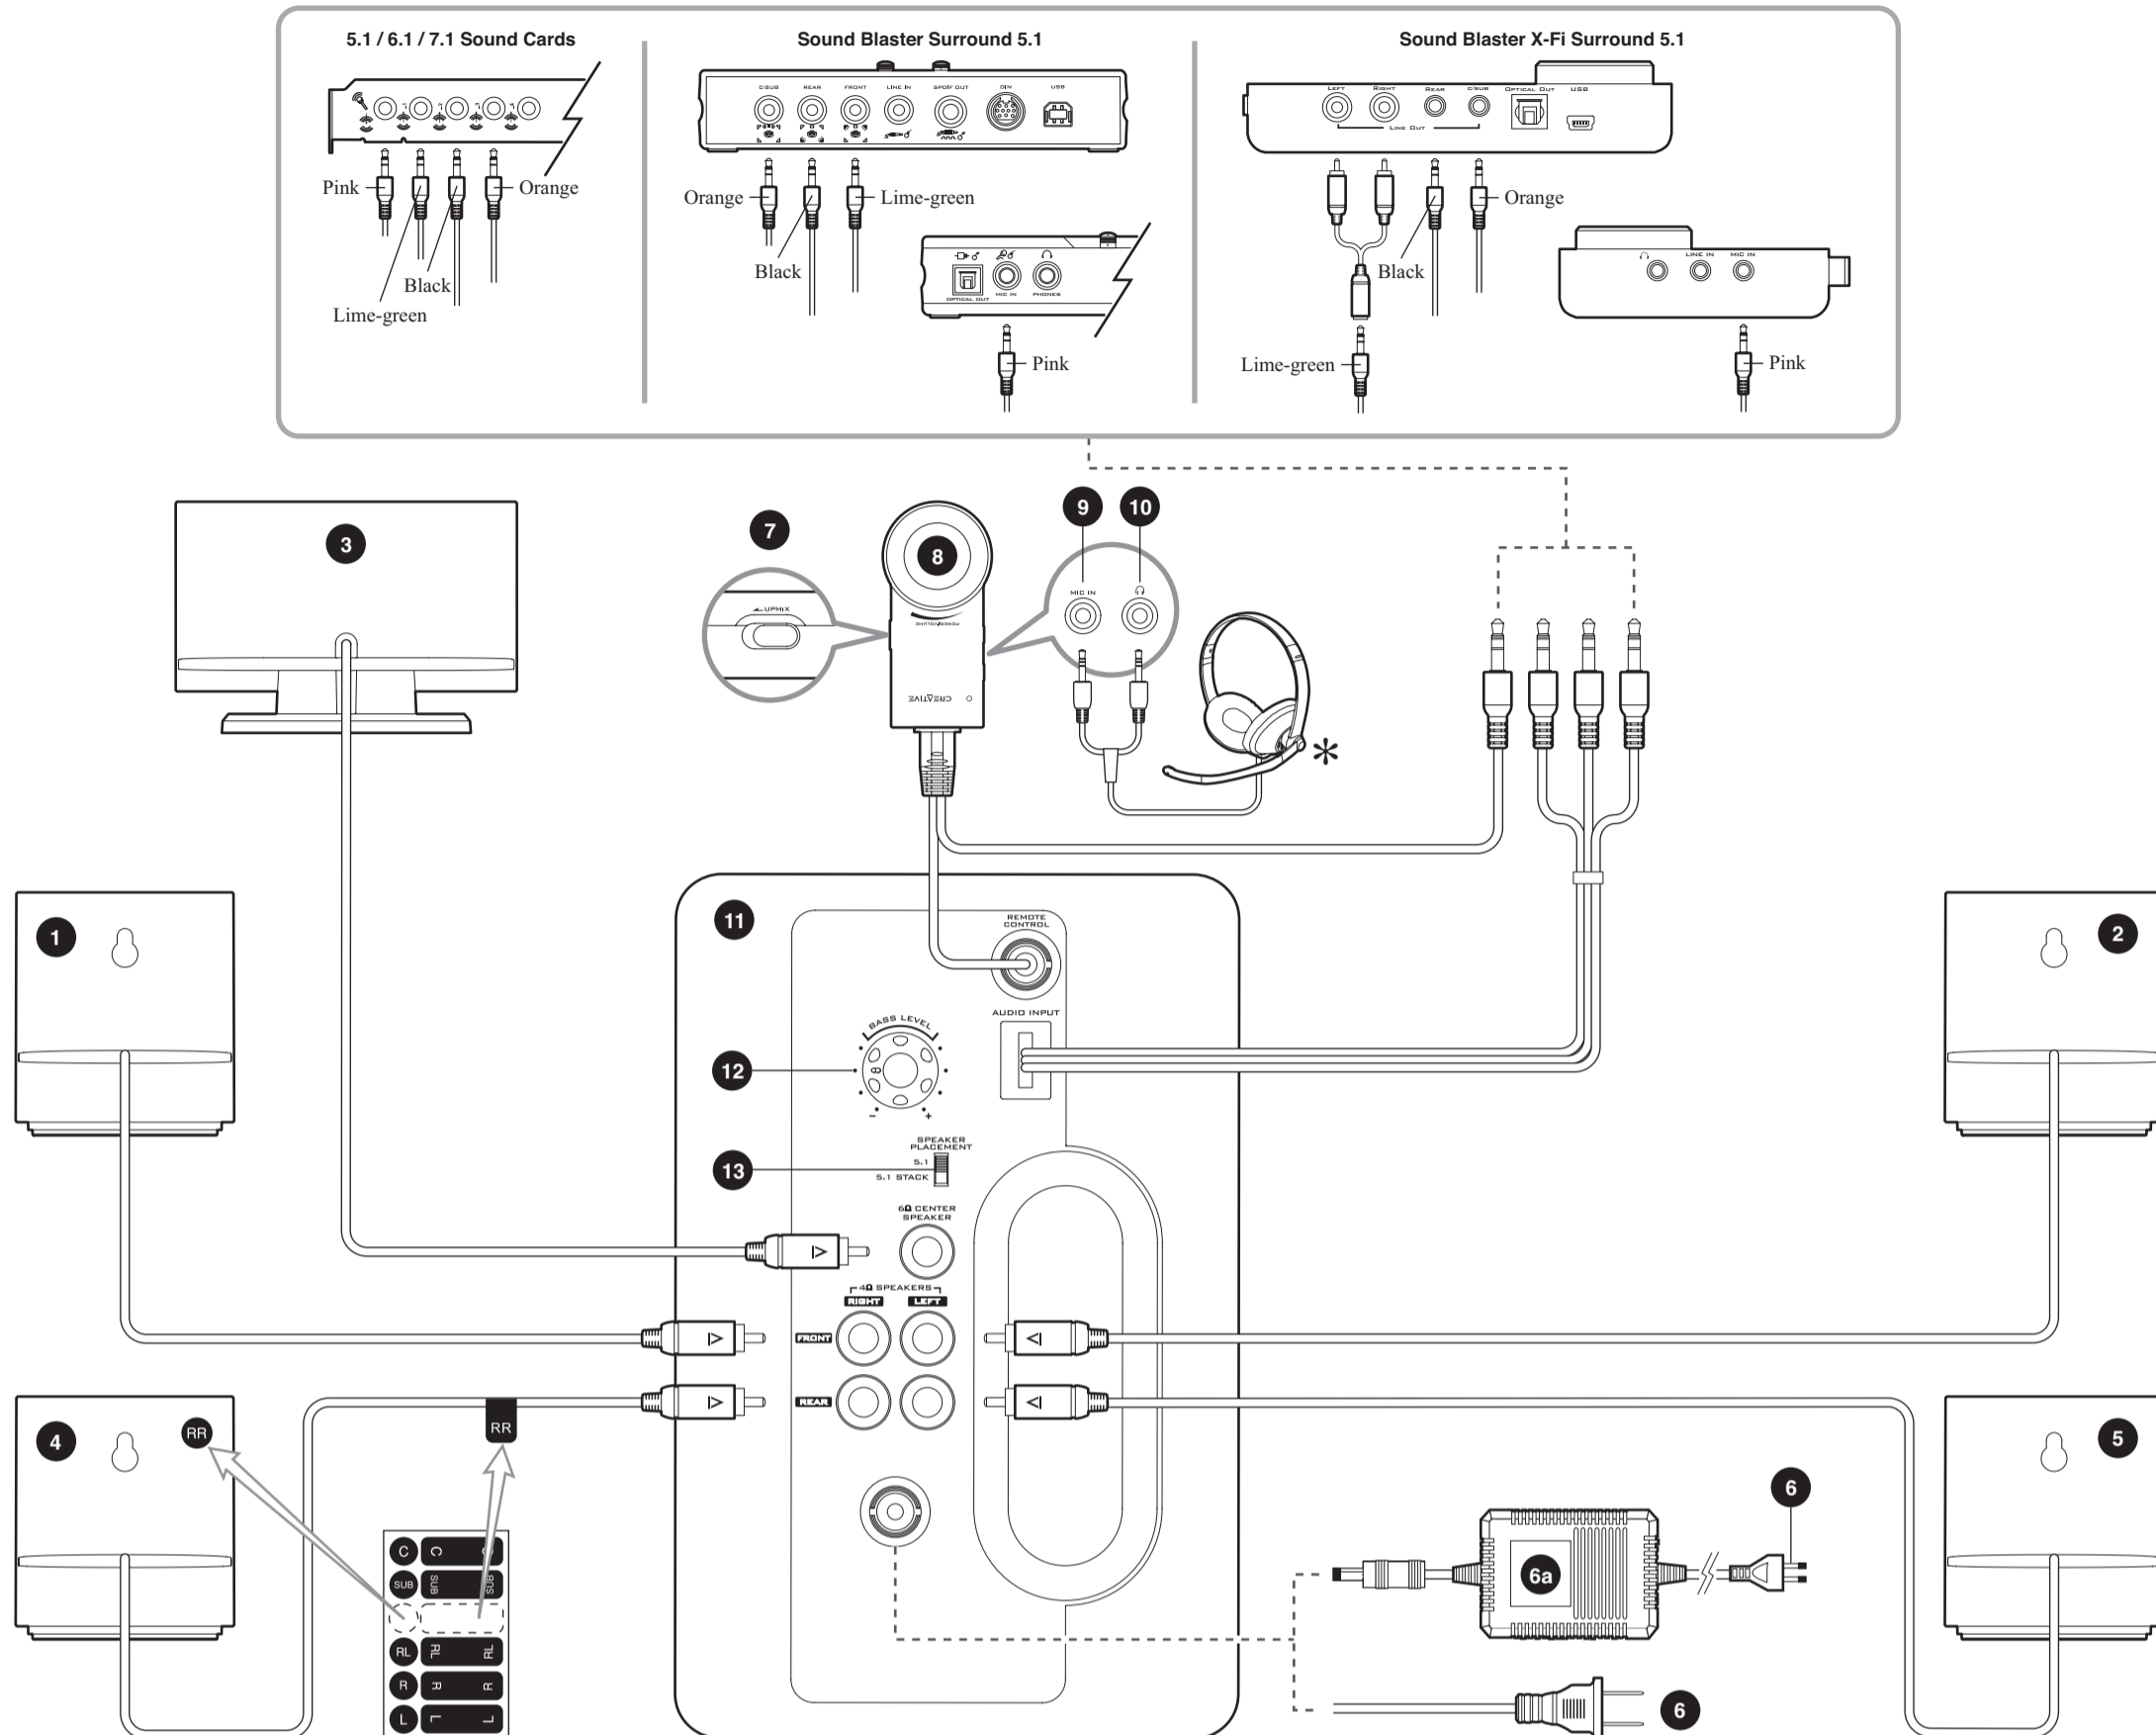 5.1 / 6.1 / 7.1 Sound Cards
Pink
Orange
Black
Lime-green
Sound Blaster Surround 5.1
C/SUB REAR FRONT LINE IN SPDIF OUT DIN USB
Orange
Lime-green
Black
OPTICAL OUT MIC IN PHONES
Pink
Sound Blaster X-Fi Surround 5.1
LEFT RIGHT REAR C/SUB OPTICAL OUT USB
LINE OUT
Orange
Black
LINE IN MIC IN
Lime-green
Pink
3
7
UPMIX
8
POWER/VOLUME
CREATIVE
9
10
MIC IN
*
1
2
11
REMOTE
CONTROL
AUDIO INPUT
BASS LEVEL
12
– +
SPEAKER
PLACEMENT
13
5.1
5.1 STACK
6Ω CENTER
SPEAKER
4Ω SPEAKERS
RIGHT LEFT
FRONT
REAR
4
RR
RR
5
C C C
SUB SUB SUB
RL RL RL
R R R
L L L
6
6a
6